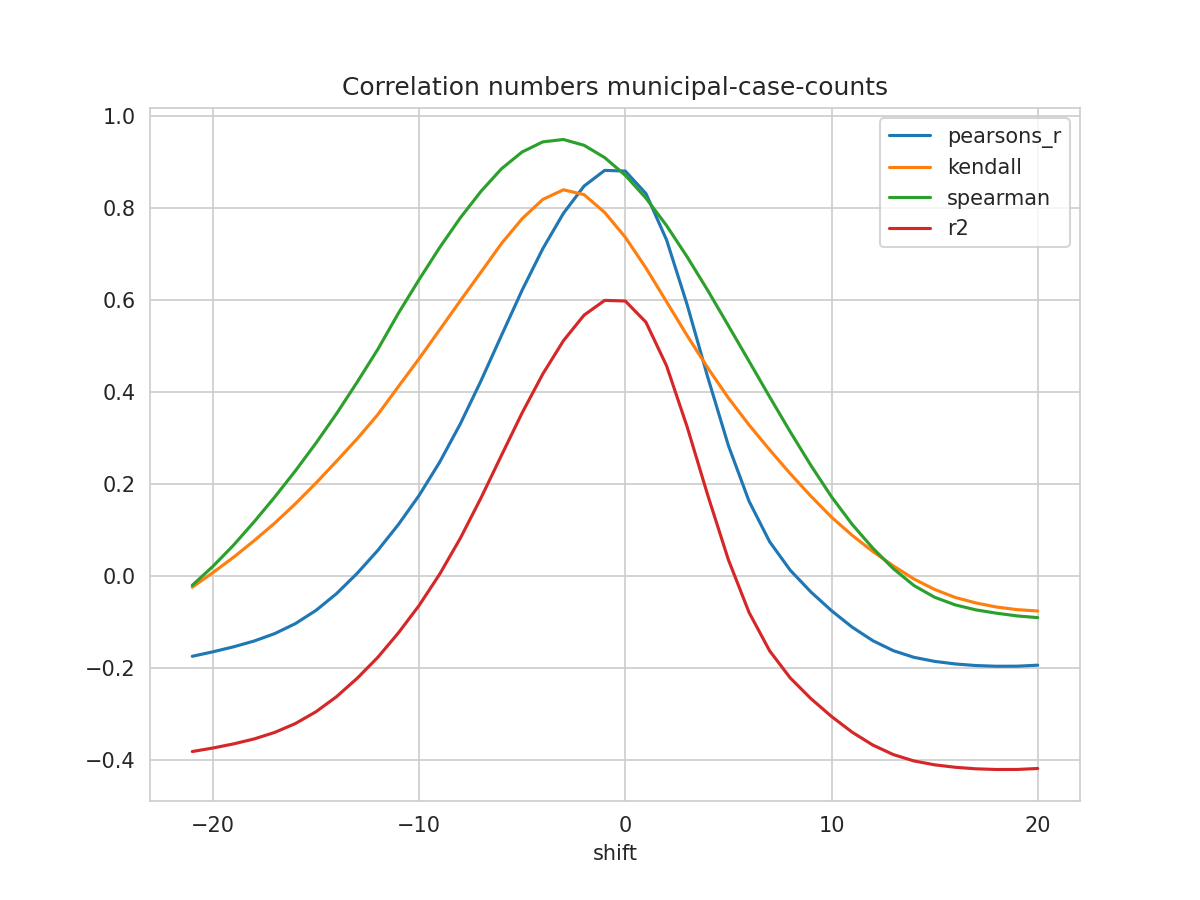 Correlation numbers municipal-case-counts
1.0
0.8
0.6
0.4
0.2
0.0
−0.2
−0.4
pearsons_r
kendall
spearman
r2
−20 −10 0 10 20
shift